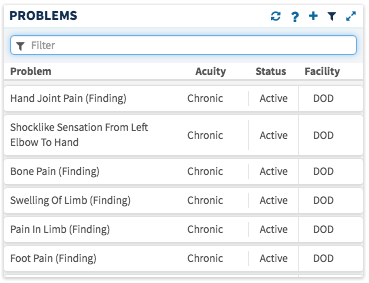 PROBLEMS ?
Filter
Problem Acuity Status Facility
Hand Joint Pain (Finding) Chronic Active DOD
Shocklike Sensation From Left
Elbow To Hand Chronic Active DOD
Bone Pain (Finding) Chronic Active DOD
Swelling Of Limb (Finding) Chronic Active DOD
Pain In Limb (Finding) Chronic Active DOD
Foot Pain (Finding) Chronic Active DOD